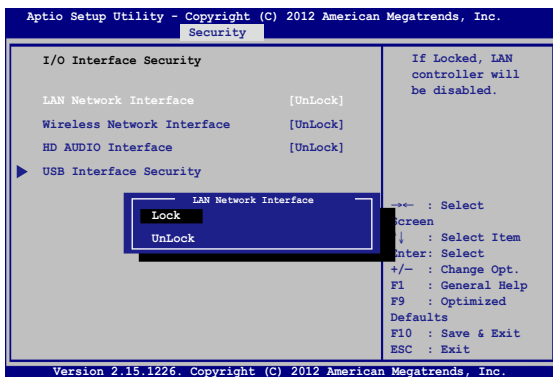 Aptio Setup Utility - Copyright (C) 2012 American Megatrends, Inc.
Security
I/O Interface Security
LAN Network Interface [UnLock]
Wireless Network Interface [UnLock]
HD AUDIO Interface [UnLock]
USB Interface Security
If Locked, LAN
controller will
be disabled.
LAN Network Interface
Lock
UnLock
→← : Select
Screen
↓ : Select Item
Enter: Select
+/— : Change Opt.
F1 : General Help
F9 : Optimized
Defaults
F10 : Save & Exit
ESC : Exit
Version 2.15.1226. Copyright (C) 2012 American Megatrends, Inc.